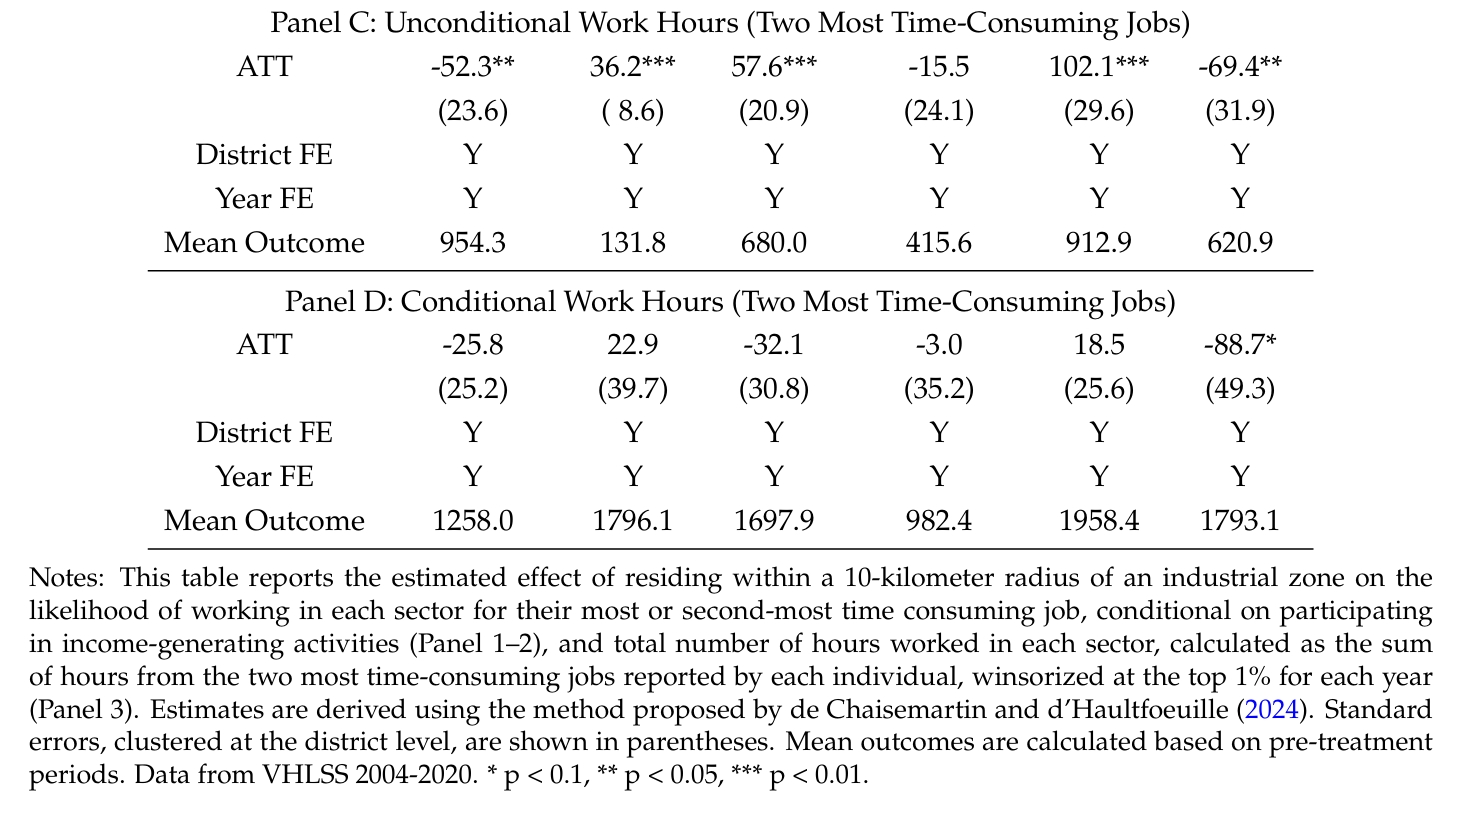 Panel C: Unconditional Work Hours (Two Most Time-Consuming Jobs)
ATT -52.3** 36.2*** 57.6*** -15.5 102.1*** -69.4**
(23.6) ( 8.6) (20.9) (24.1) (29.6) (31.9)
District FE Y Y Y Y Y Y
Year FE Y Y Y Y Y Y
Mean Outcome 954.3 131.8 680.0 415.6 912.9 620.9
Panel D: Conditional Work Hours (Two Most Time-Consuming Jobs)
ATT -25.8 22.9 -32.1 -3.0 18.5 -88.7*
(25.2) (39.7) (30.8) (35.2) (25.6) (49.3)
District FE Y Y Y Y Y Y
Year FE Y Y Y Y Y Y
Mean Outcome 1258.0 1796.1 1697.9 982.4 1958.4 1793.1
Notes: This table reports the estimated effect of residing within a 10-kilometer radius of an industrial zone on the
likelihood of working in each sector for their most or second-most time consuming job, conditional on participating
in income-generating activities (Panel 1–2), and total number of hours worked in each sector, calculated as the sum
of hours from the two most time-consuming jobs reported by each individual, winsorized at the top 1% for each year
(Panel 3). Estimates are derived using the method proposed by de Chaisemartin and d'Haultfoeuille (2024). Standard
errors, clustered at the district level, are shown in parentheses. Mean outcomes are calculated based on pre-treatment
periods. Data from VHLSS 2004-2020. * p < 0.1, ** p < 0.05, *** p < 0.01.